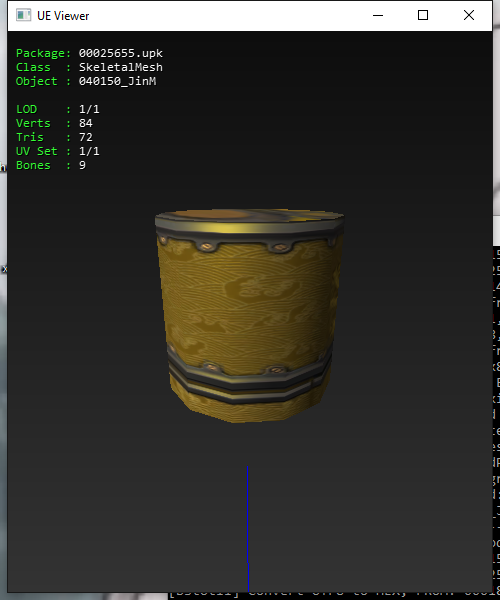 UE Viewer
Package: 00025655.upk
Class : SkeletalMesh
Object : 040150_JinM
LOD : 1/1
Verts : 84
Tris : 72
UV Set : 1/1
Bones : 9